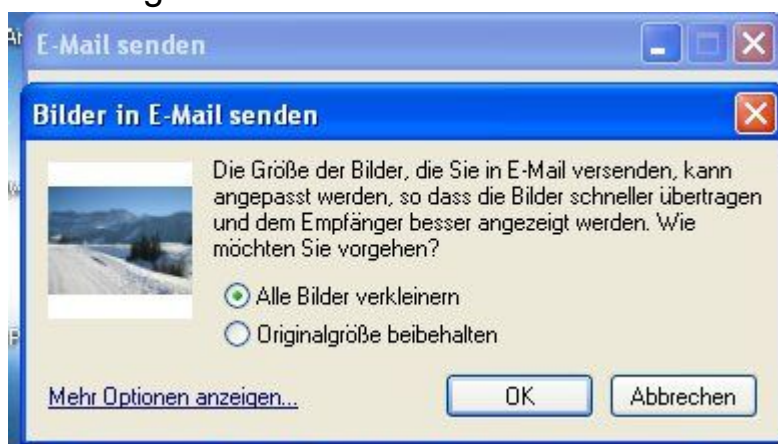 E-Mail senden
Bilder in E-Mail senden
Die Größe der Bilder, die Sie in E-Mail versenden, kann
angepasst werden, so dass die Bilder schneller übertragen
und dem Empfänger besser angezeigt werden. Wie
möchten Sie vorgehen?
Alle Bilder verkleinern
Originalgröße beibehalten
Mehr Optionen anzeigen...
OK
Abbrechen